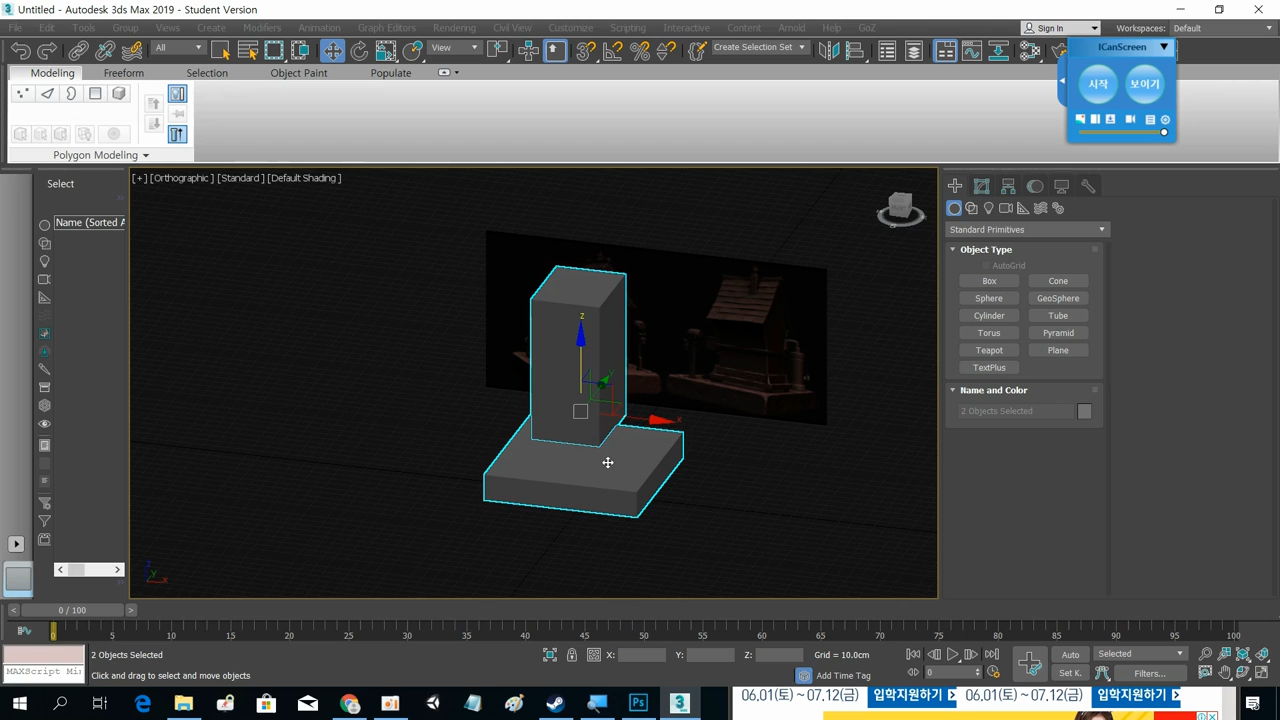 Untitled - Autodesk 3ds Max 2019 - Student Version
File Edit Tools Group Views Create Modifiers Animation Graph Editors Rendering Civil View Customize Scripting Interactive Content Arnold Help GoZ
Sign In Workspaces: Default
All View Create Selection Set
ICanScreen
시작 보이기
Modeling Freeform Selection Object Paint Populate
Polygon Modeling
Select
Name (Sorted A
[+] [Orthographic] [Standard] [Default Shading]
z
y
x
Standard Primitives
Object Type
AutoGrid
Box Cone
Sphere GeoSphere
Cylinder Tube
Torus Pyramid
Teapot Plane
TextPlus
Name and Color
2 Objects Selected
0 / 100
0 5 10 15 20 25 30 35 40 45 50 55 60 65 70 75 80 85 90 95 100
2 Objects Selected
X: Y: Z: Grid = 10.0cm
Auto Selected
MAXScript Mi
Click and drag to select and move objects
Add Time Tag
0
Set K. Filters...
06.01(토) ~ 07.12(금) 입학지원하기 06.01(토) ~ 07.12(금) 입학지원하기